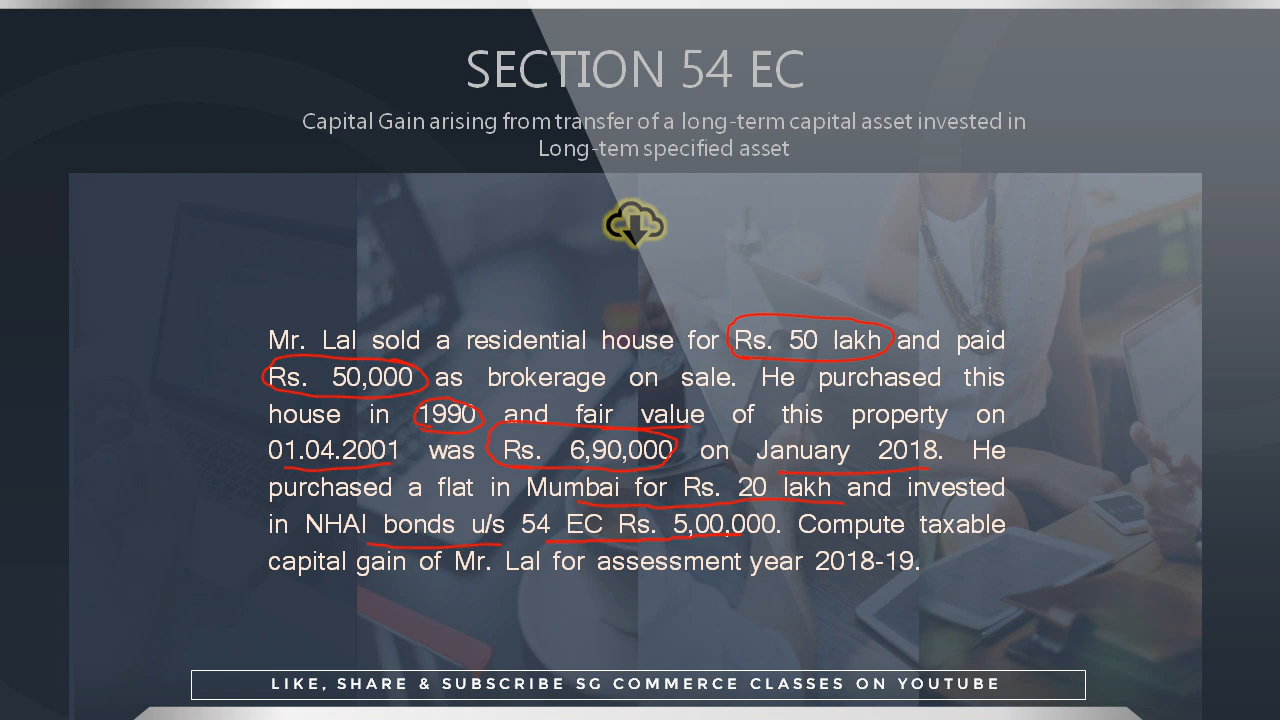 SECTION 54 EC
Capital Gain arising from transfer of a long-term capital asset invested in
Long-tem specified asset
Mr. Lal sold a residential house for Rs. 50 lakh and paid
Rs. 50,000 as brokerage on sale. He purchased this
house in 1990 and fair value of this property on
01.04.2001 was Rs. 6,90,000 on January 2018. He
purchased a flat in Mumbai for Rs. 20 lakh and invested
in NHAI bonds u/s 54 EC Rs. 5,00,000. Compute taxable
capital gain of Mr. Lal for assessment year 2018-19.
LIKE, SHARE & SUBSCRIBE SG COMMERCE CLASSES ON YOUTUBE